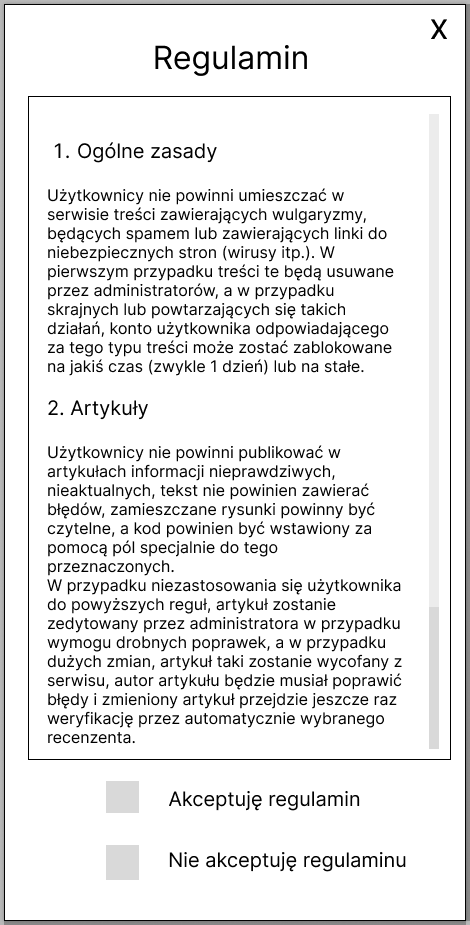 X
Regulamin
1. Ogólne zasady
Użytkownicy nie powinni umieszczać w
serwisie treści zawierających wulgaryzmy,
będących spamem lub zawierających linki do
niebezpiecznych stron (wirusy itp.). W
pierwszym przypadku treści te będą usuwane
przez administratorów, a w przypadku
skrajnych lub powtarzających się takich
działań, konto użytkownika odpowiadającego
za tego typu treści może zostać zablokowane
na jakiś czas (zwykle 1 dzień) lub na stałe.
2. Artykuły
Użytkownicy nie powinni publikować w
artykułach informacji nieprawdziwych,
nieaktualnych, tekst nie powinien zawierać
błędów, zamieszczane rysunki powinny być
czytelne, a kod powinien być wstawiony za
pomocą pól specjalnie do tego
przeznaczonych.
W przypadku niezastosowania się użytkownika
do powyższych reguł, artykuł zostanie
zedytowany przez administratora w przypadku
wymogu drobnych poprawek, a w przypadku
dużych zmian, artykuł taki zostanie wycofany z
serwisu, autor artykułu będzie musiał poprawić
błędy i zmieniony artykuł przejdzie jeszcze raz
weryfikację przez automatycznie wybranego
recenzenta.
Akceptuję regulamin
Nie akceptuję regulaminu